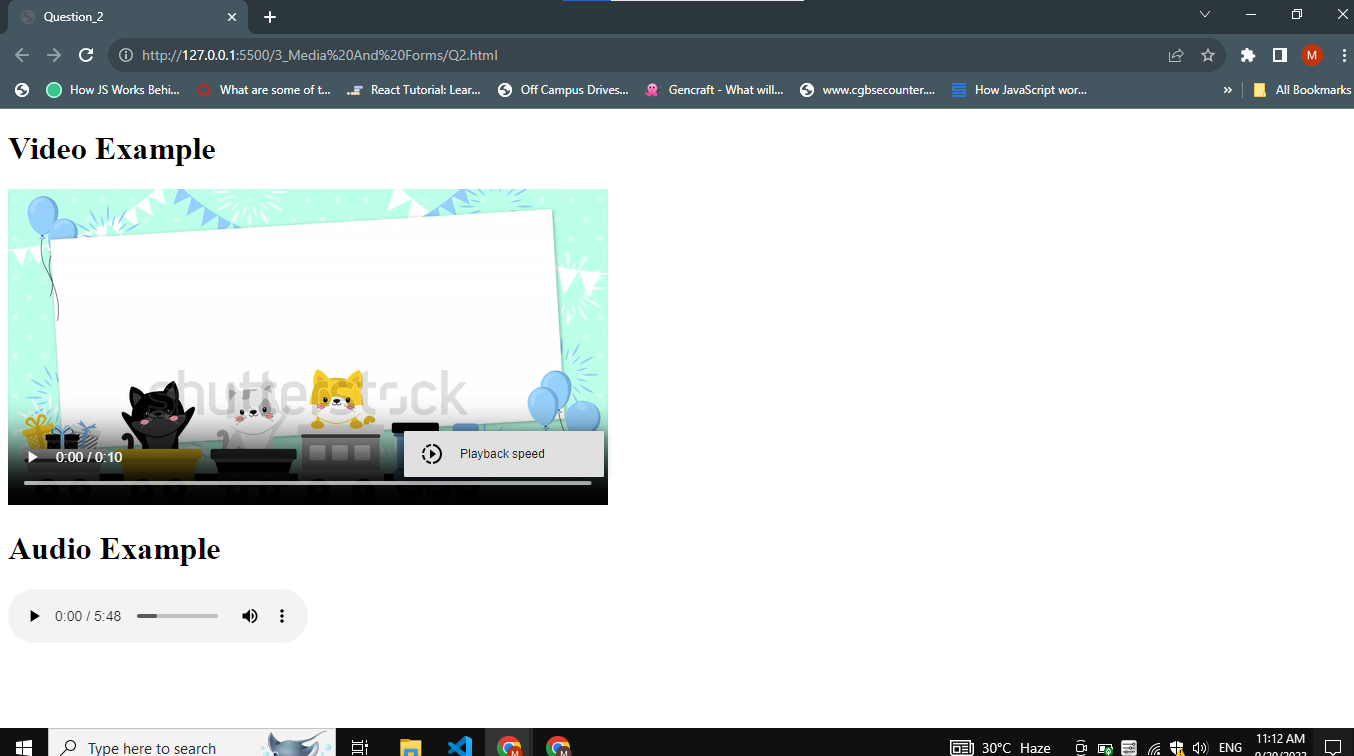 Question_2
http://127.0.0.1:5500/3_Media%20And%20Forms/Q2.html
M
How JS Works Behi... What are some of t... React Tutorial: Lear... Off Campus Drives... Gencraft - What will... www.cgbsecounter.... How JavaScript wor... » All Bookmarks
Video Example
shutterstock
0:00 / 0:10
Playback speed
Audio Example
0:00 / 5:48
Type here to search
M
M
30°C Haze
ENG
11:12 AM